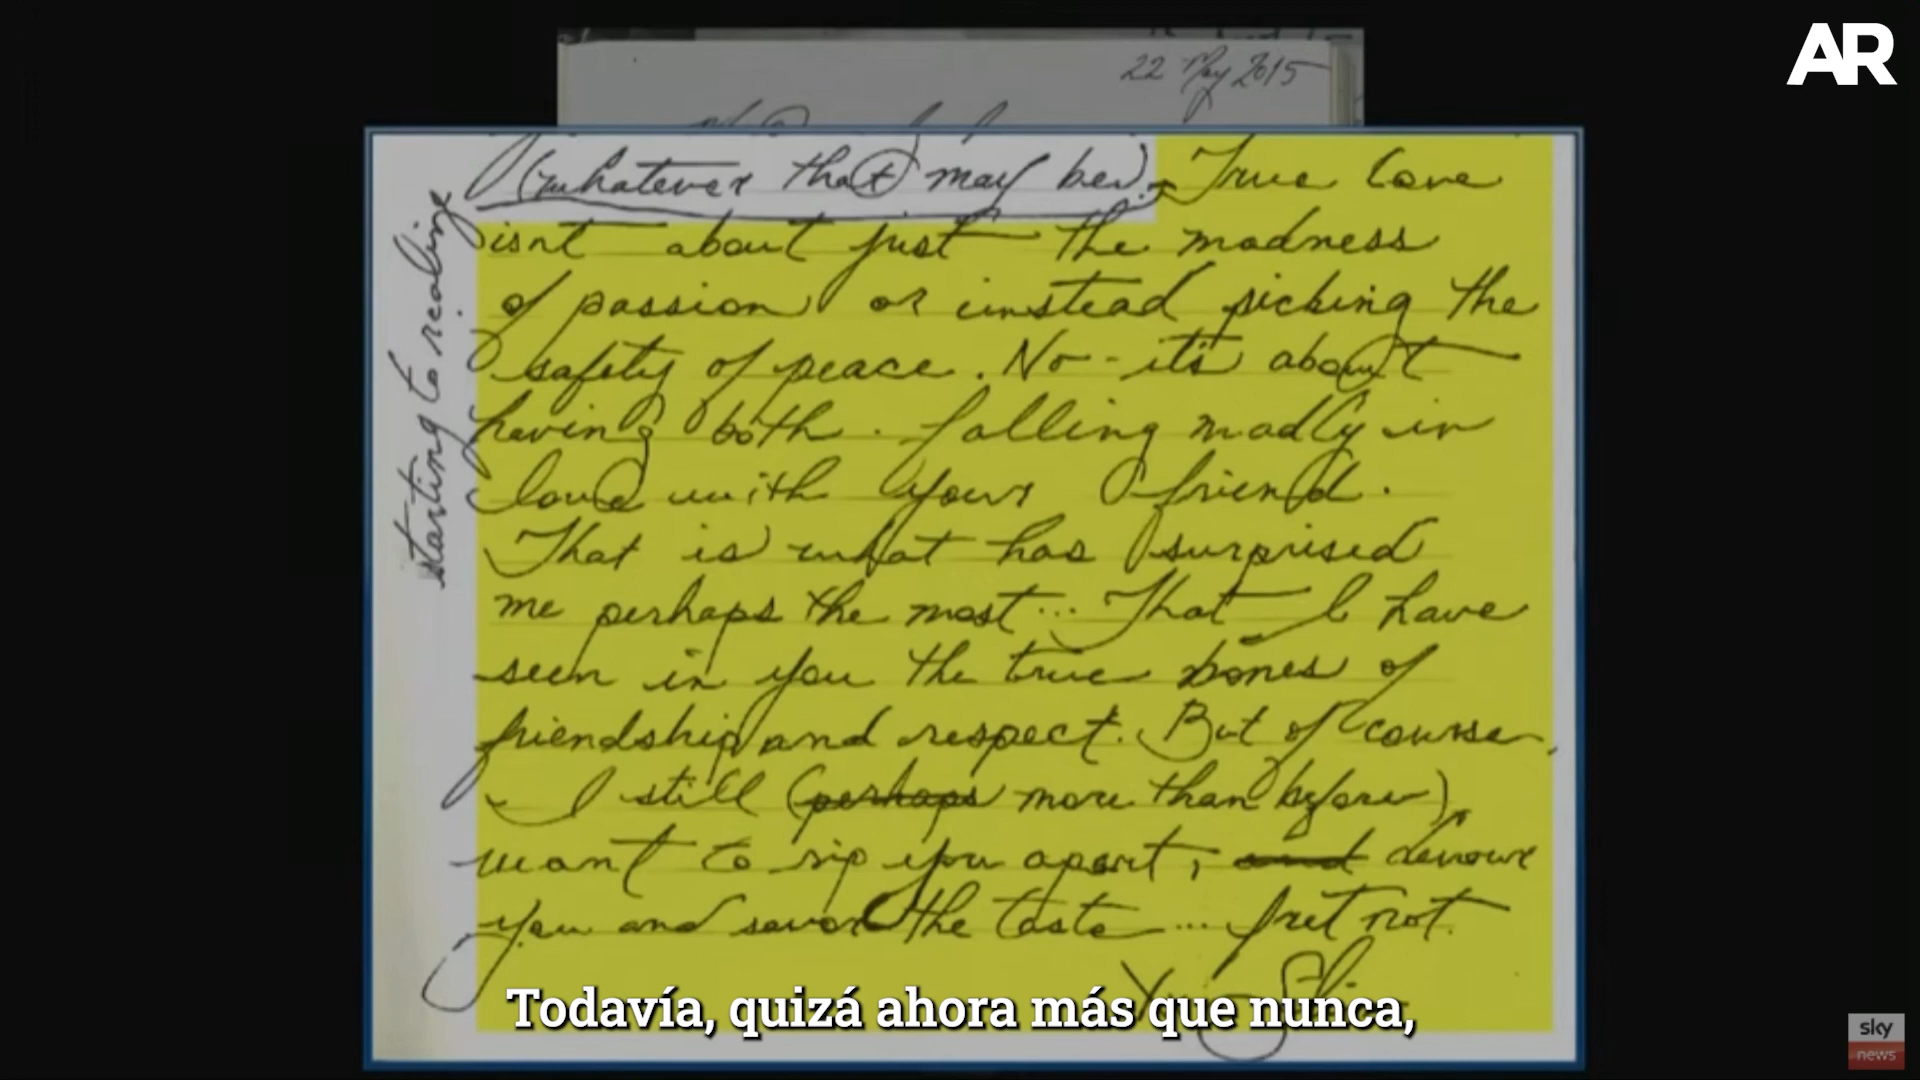 AR
22 May 2015
(whatever that may be). True love
isnt about just the madness
of passion or instead picking the
safety of peace. No - it's about
having both. falling madly in
love with your friend.
That is what has surprised
me perhaps the most... That I have
seen in you the true bones of
friendship and respect. But of course,
I still (perhaps more than before)
want to rip you apart, and devour
you and savor the taste... fret not.
starting to realize
Todavía, quizá ahora más que nunca,
sky
news